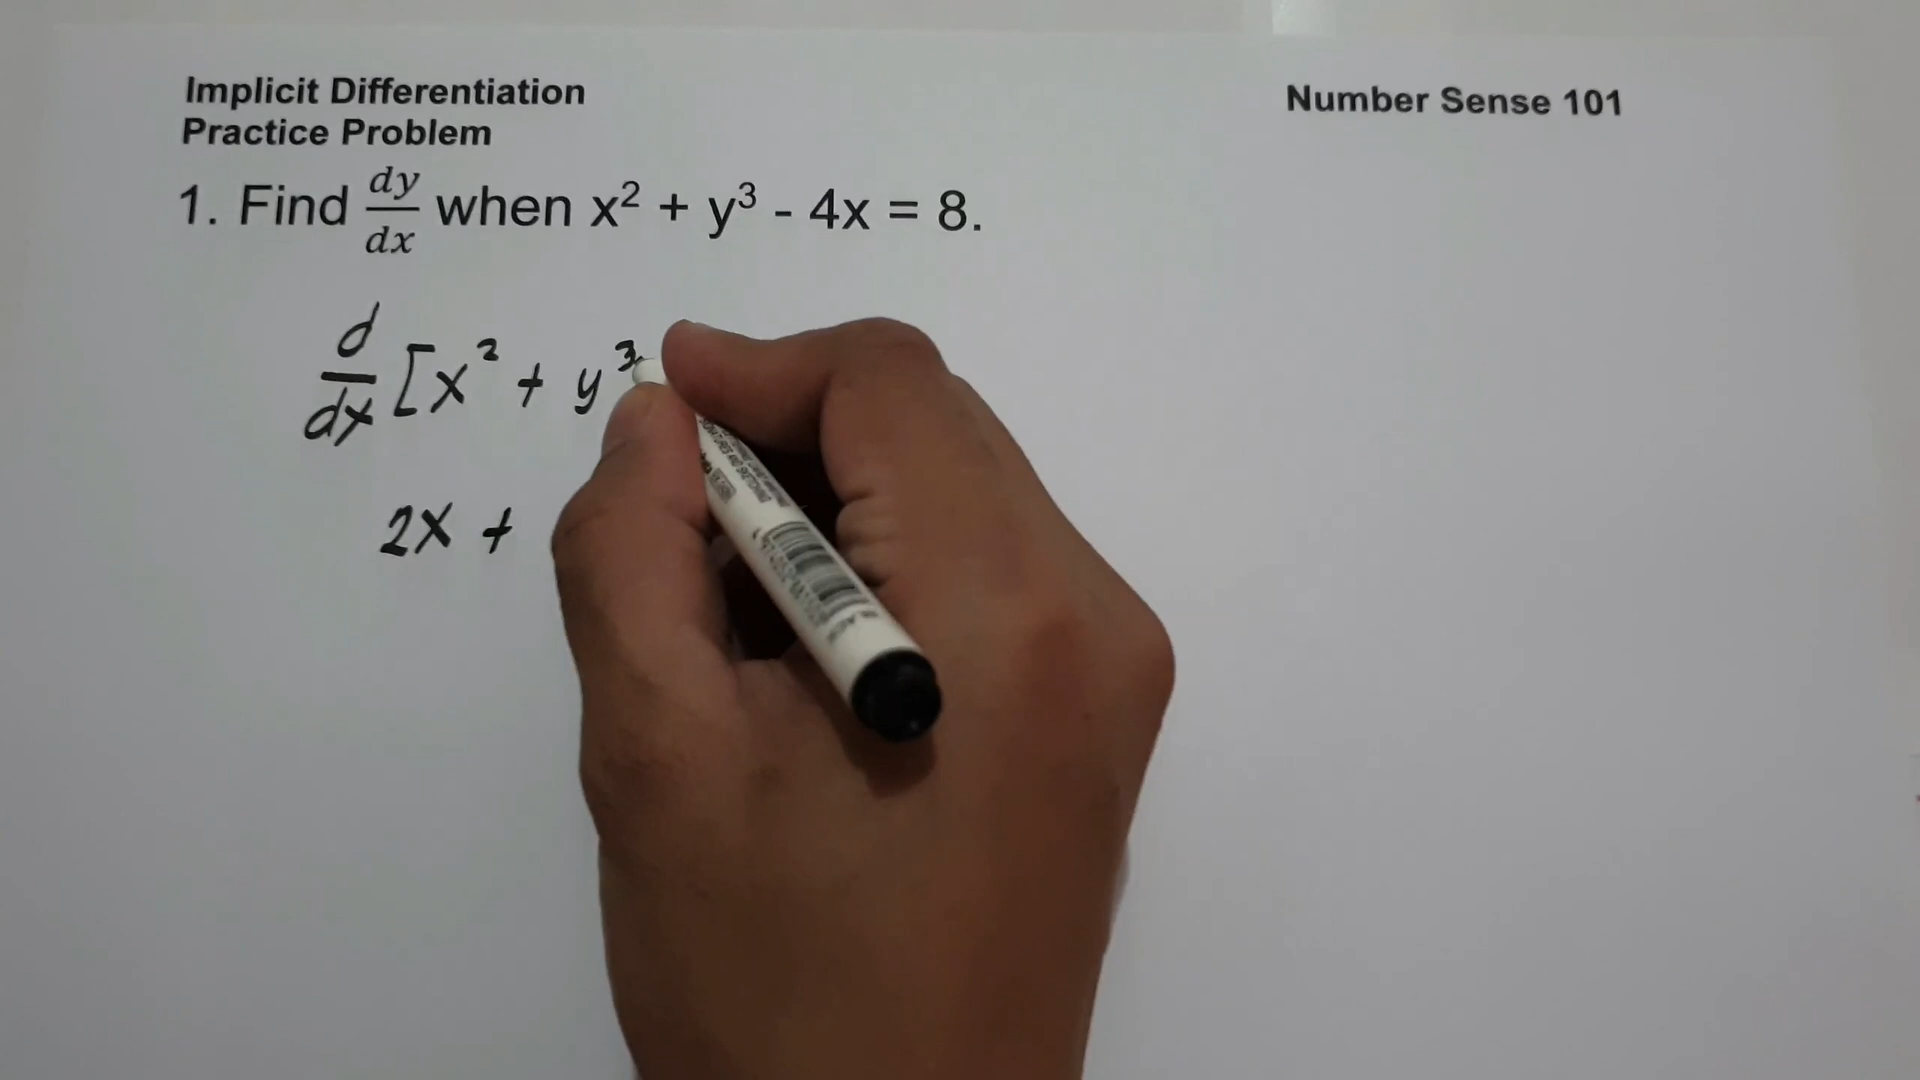 Implicit Differentiation
Number Sense 101
Practice Problem
1. Find dy/dx when x² + y³ - 4x = 8.
d/dx [x² + y³
2x +